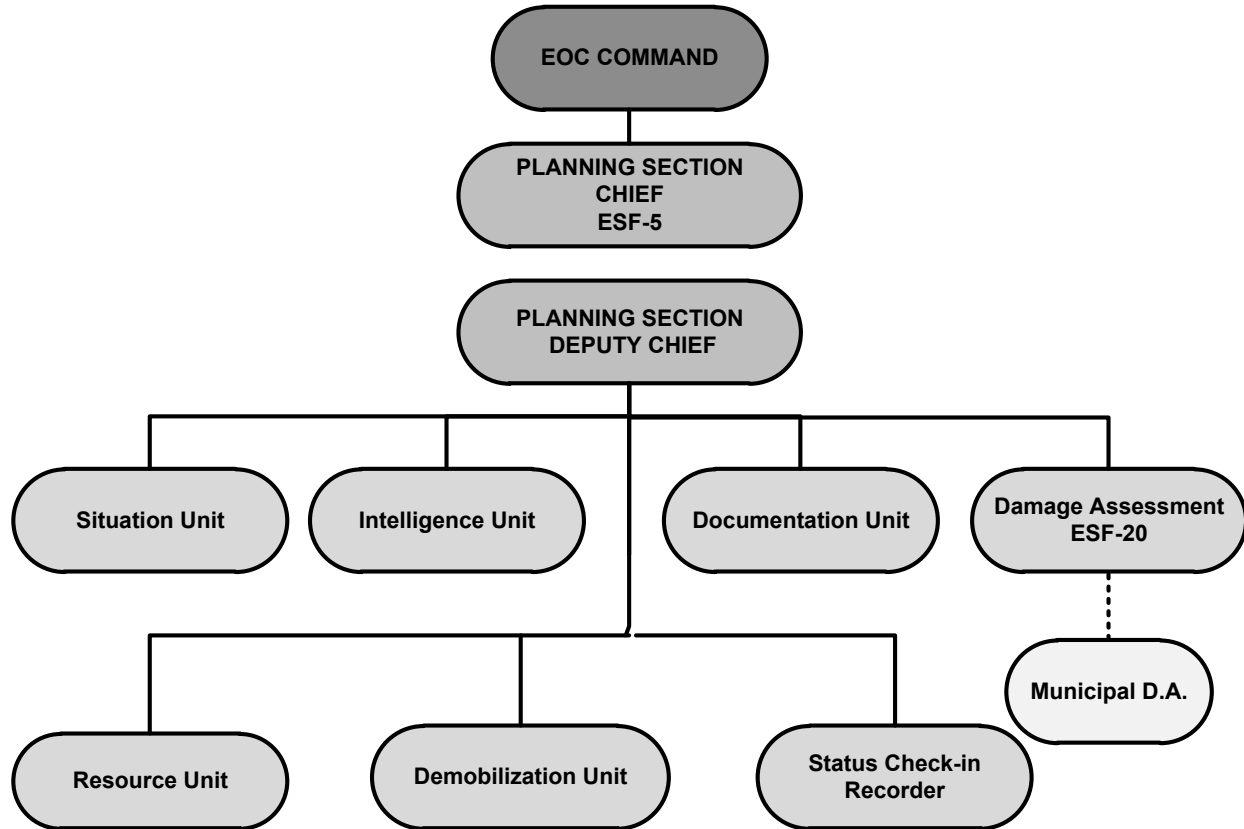 EOC COMMAND
PLANNING SECTION
CHIEF
ESF-5
PLANNING SECTION
DEPUTY CHIEF
Situation Unit
Intelligence Unit
Documentation Unit
Damage Assessment
ESF-20
Municipal D.A.
Resource Unit
Demobilization Unit
Status Check-in
Recorder